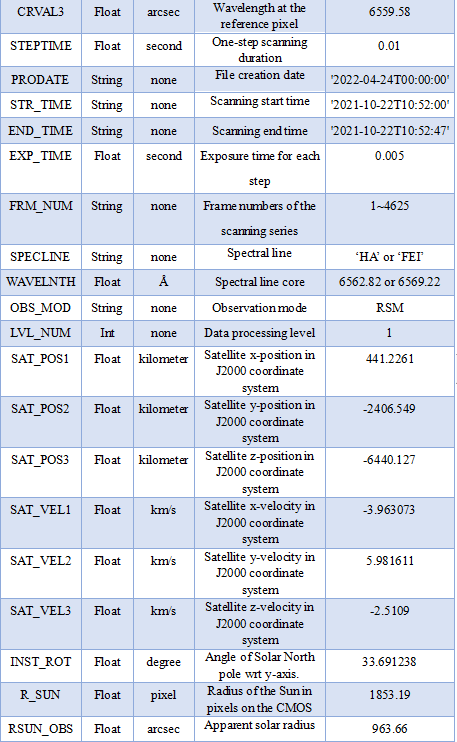 CRVAL3 Float arcsec Wavelength at the reference pixel 6559.58
STEPTIME Float second One-step scanning duration 0.01
PRODATE String none File creation date '2022-04-24T00:00:00'
STR_TIME String none Scanning start time '2021-10-22T10:52:00'
END_TIME String none Scanning end time '2021-10-22T10:52:47'
EXP_TIME Float second Exposure time for each step 0.005
FRM_NUM String none Frame numbers of the scanning series 1~4625
SPECLINE String none Spectral line ‘HA’ or ‘FEI’
WAVELNTH Float Å Spectral line core 6562.82 or 6569.22
OBS_MOD String none Observation mode RSM
LVL_NUM Int none Data processing level 1
SAT_POS1 Float kilometer Satellite x-position in J2000 coordinate system 441.2261
SAT_POS2 Float kilometer Satellite y-position in J2000 coordinate system -2406.549
SAT_POS3 Float kilometer Satellite z-position in J2000 coordinate system -6440.127
SAT_VEL1 Float km/s Satellite x-velocity in J2000 coordinate system -3.963073
SAT_VEL2 Float km/s Satellite y-velocity in J2000 coordinate system 5.981611
SAT_VEL3 Float km/s Satellite z-velocity in J2000 coordinate system -2.5109
INST_ROT Float degree Angle of Solar North pole wrt y-axis. 33.691238
R_SUN Float pixel Radius of the Sun in pixels on the CMOS 1853.19
RSUN_OBS Float arcsec Apparent solar radius 963.66